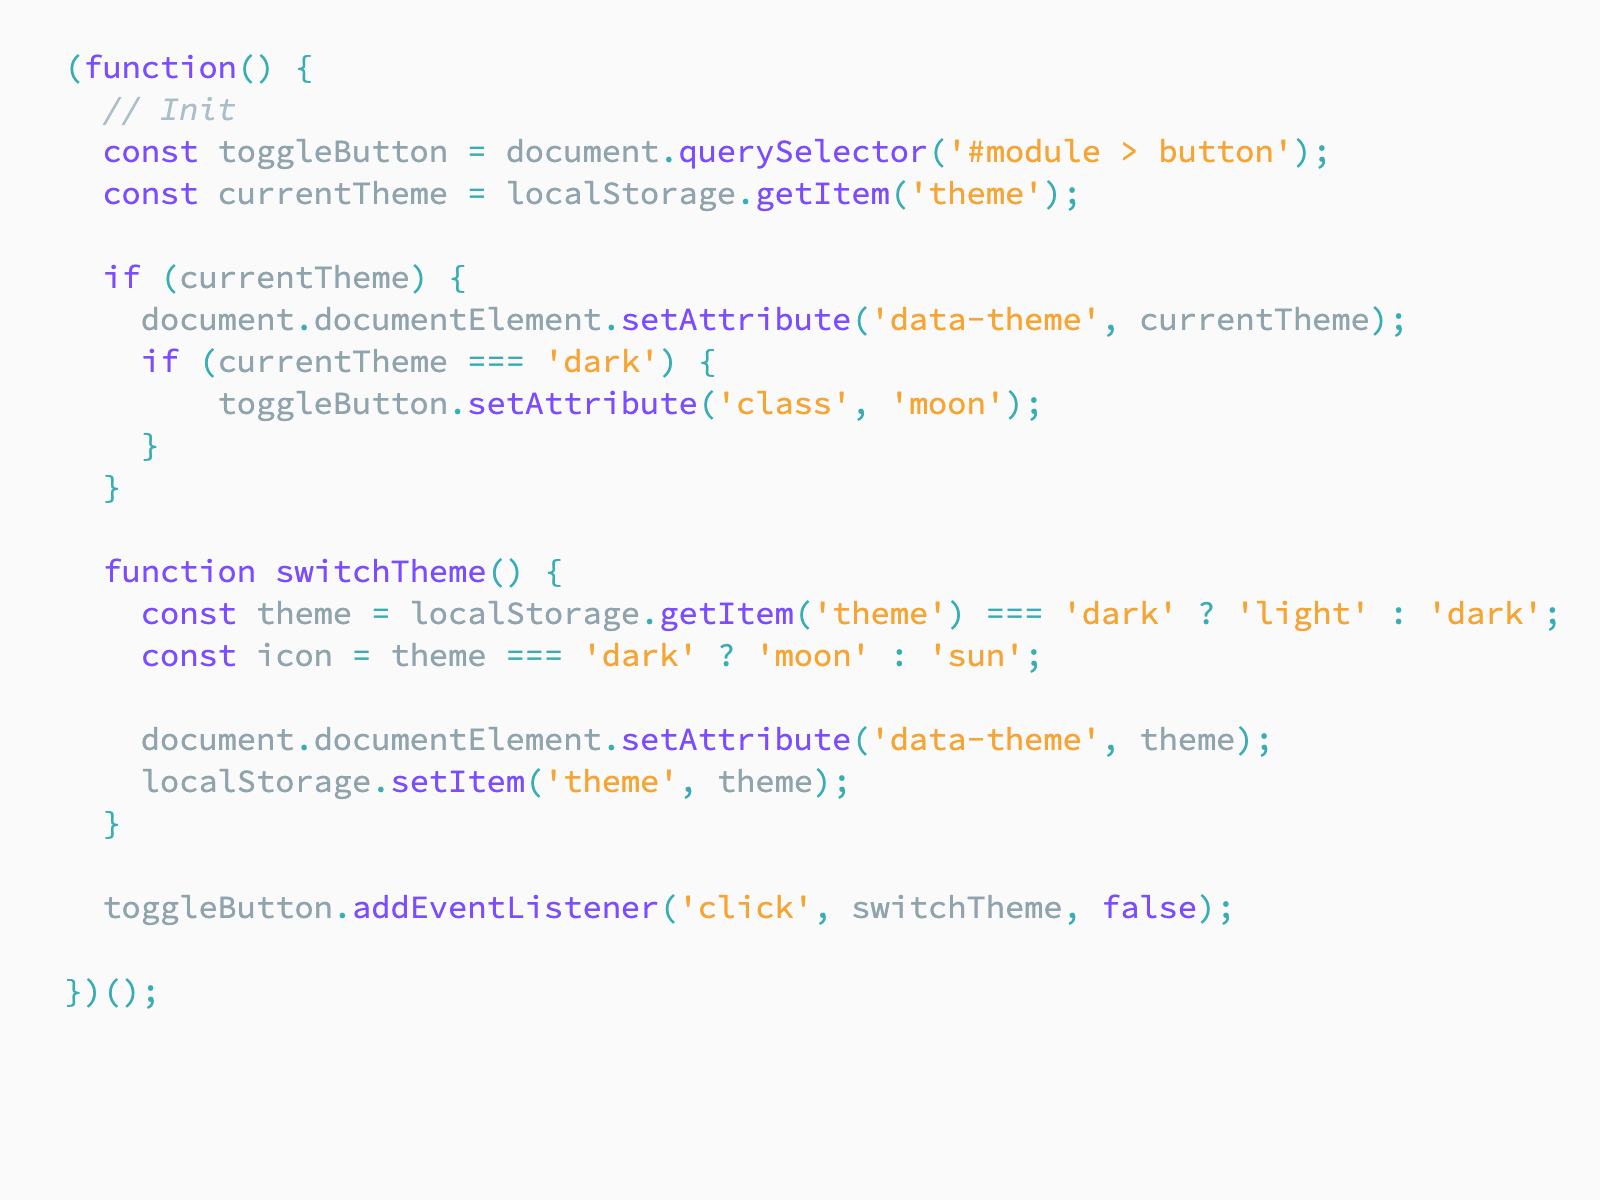 (function() {
  // Init
  const toggleButton = document.querySelector('#module > button');
  const currentTheme = localStorage.getItem('theme');

  if (currentTheme) {
    document.documentElement.setAttribute('data-theme', currentTheme);
    if (currentTheme === 'dark') {
        toggleButton.setAttribute('class', 'moon');
    }
  }

  function switchTheme() {
    const theme = localStorage.getItem('theme') === 'dark' ? 'light' : 'dark';
    const icon = theme === 'dark' ? 'moon' : 'sun';

    document.documentElement.setAttribute('data-theme', theme);
    localStorage.setItem('theme', theme);
  }

  toggleButton.addEventListener('click', switchTheme, false);

})();